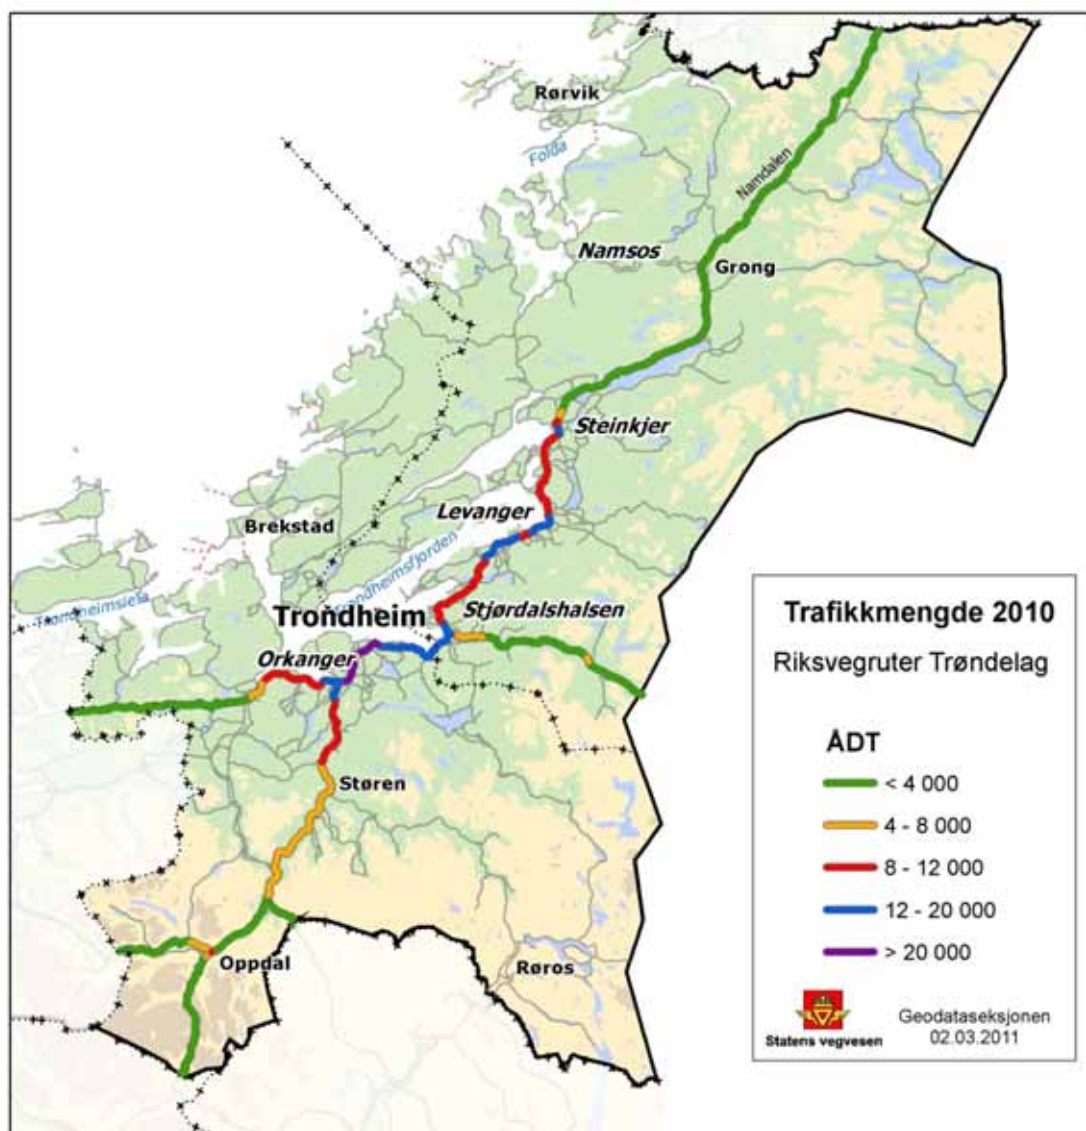 Rørvik
Folda
Namdalen
Namsos
Grong
Steinkjer
Levanger
Brekstad
Trondheimsfjorden
Trondheimsleia
Trondheim
Stjørdalshalsen
Orkanger
Støren
Oppdal
Røros
Trafikkmengde 2010
Riksvegruter Trøndelag
ÅDT
< 4 000
4 - 8 000
8 - 12 000
12 - 20 000
> 20 000
Statens vegvesen
Geodataseksjonen
02.03.2011